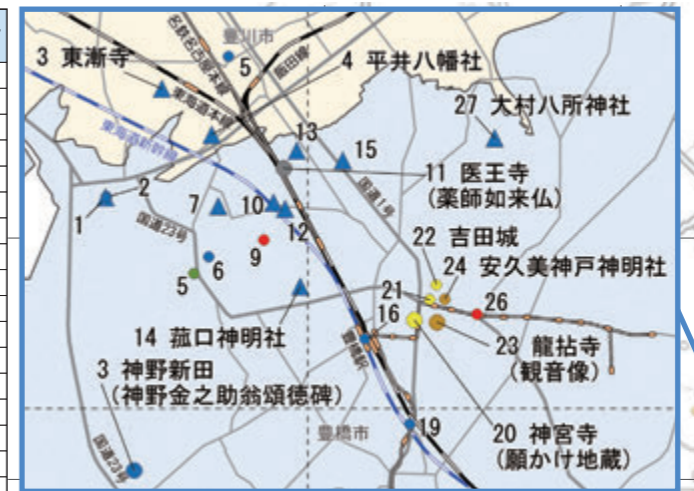 豊川市
名鉄名古屋本線
飯田線
5
4 平井八幡社
3 東漸寺
東海道本線
東海道新幹線
27 大村八所神社
13
15
11 医王寺
(薬師如来仏)
国道1号
2
1
国道23号
7
10
12
22 吉田城
9
24 安久美神戸神明社
6
5
21
26
16
14 菰口神明社
23 龍拈寺
(観音像)
豊橋駅
3 神野新田
(神野金之助翁頌徳碑)
19
20 神宮寺
(願かけ地蔵)
豊橋市
国道23号